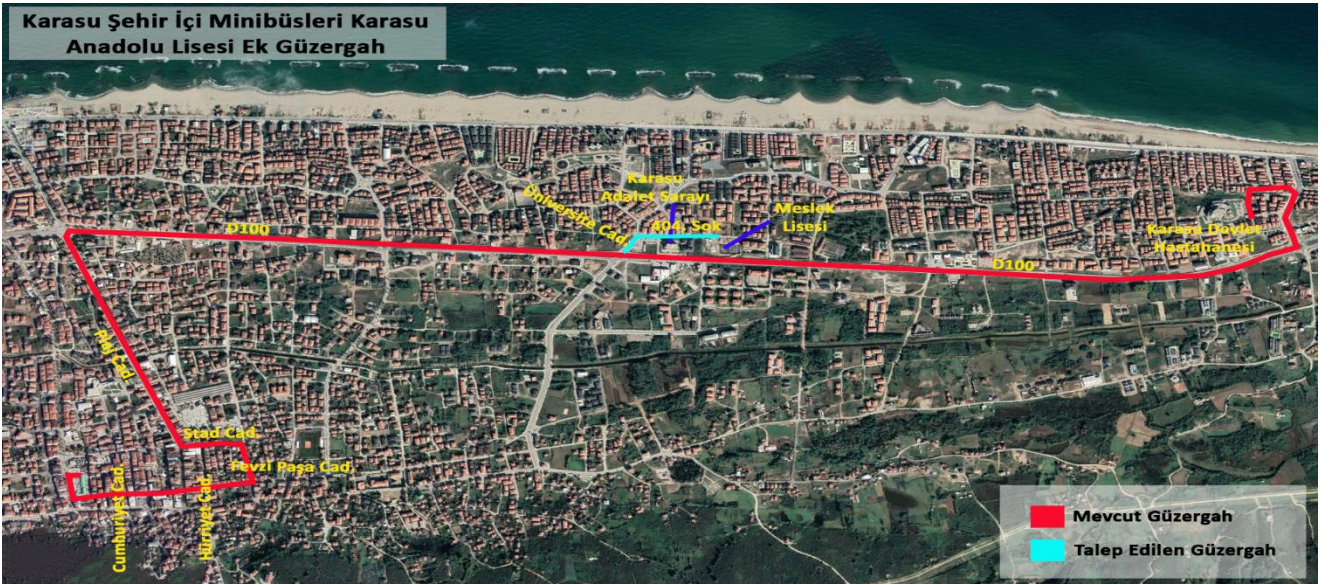 Karasu Şehir İçi Minibüsleri Karasu
Anadolu Lisesi Ek Güzergah
Karasu
Adalet Sarayı
Üniversite Cad.
404. Sok
Meslek
Lisesi
D100
Karasu Devlet
Hastahanesi
D100
Plaj Cad.
Stad Cad.
Fevzi Paşa Cad.
Cumhuriyet Cad.
Hürriyet Cad.
Mevcut Güzergah
Talep Edilen Güzergah